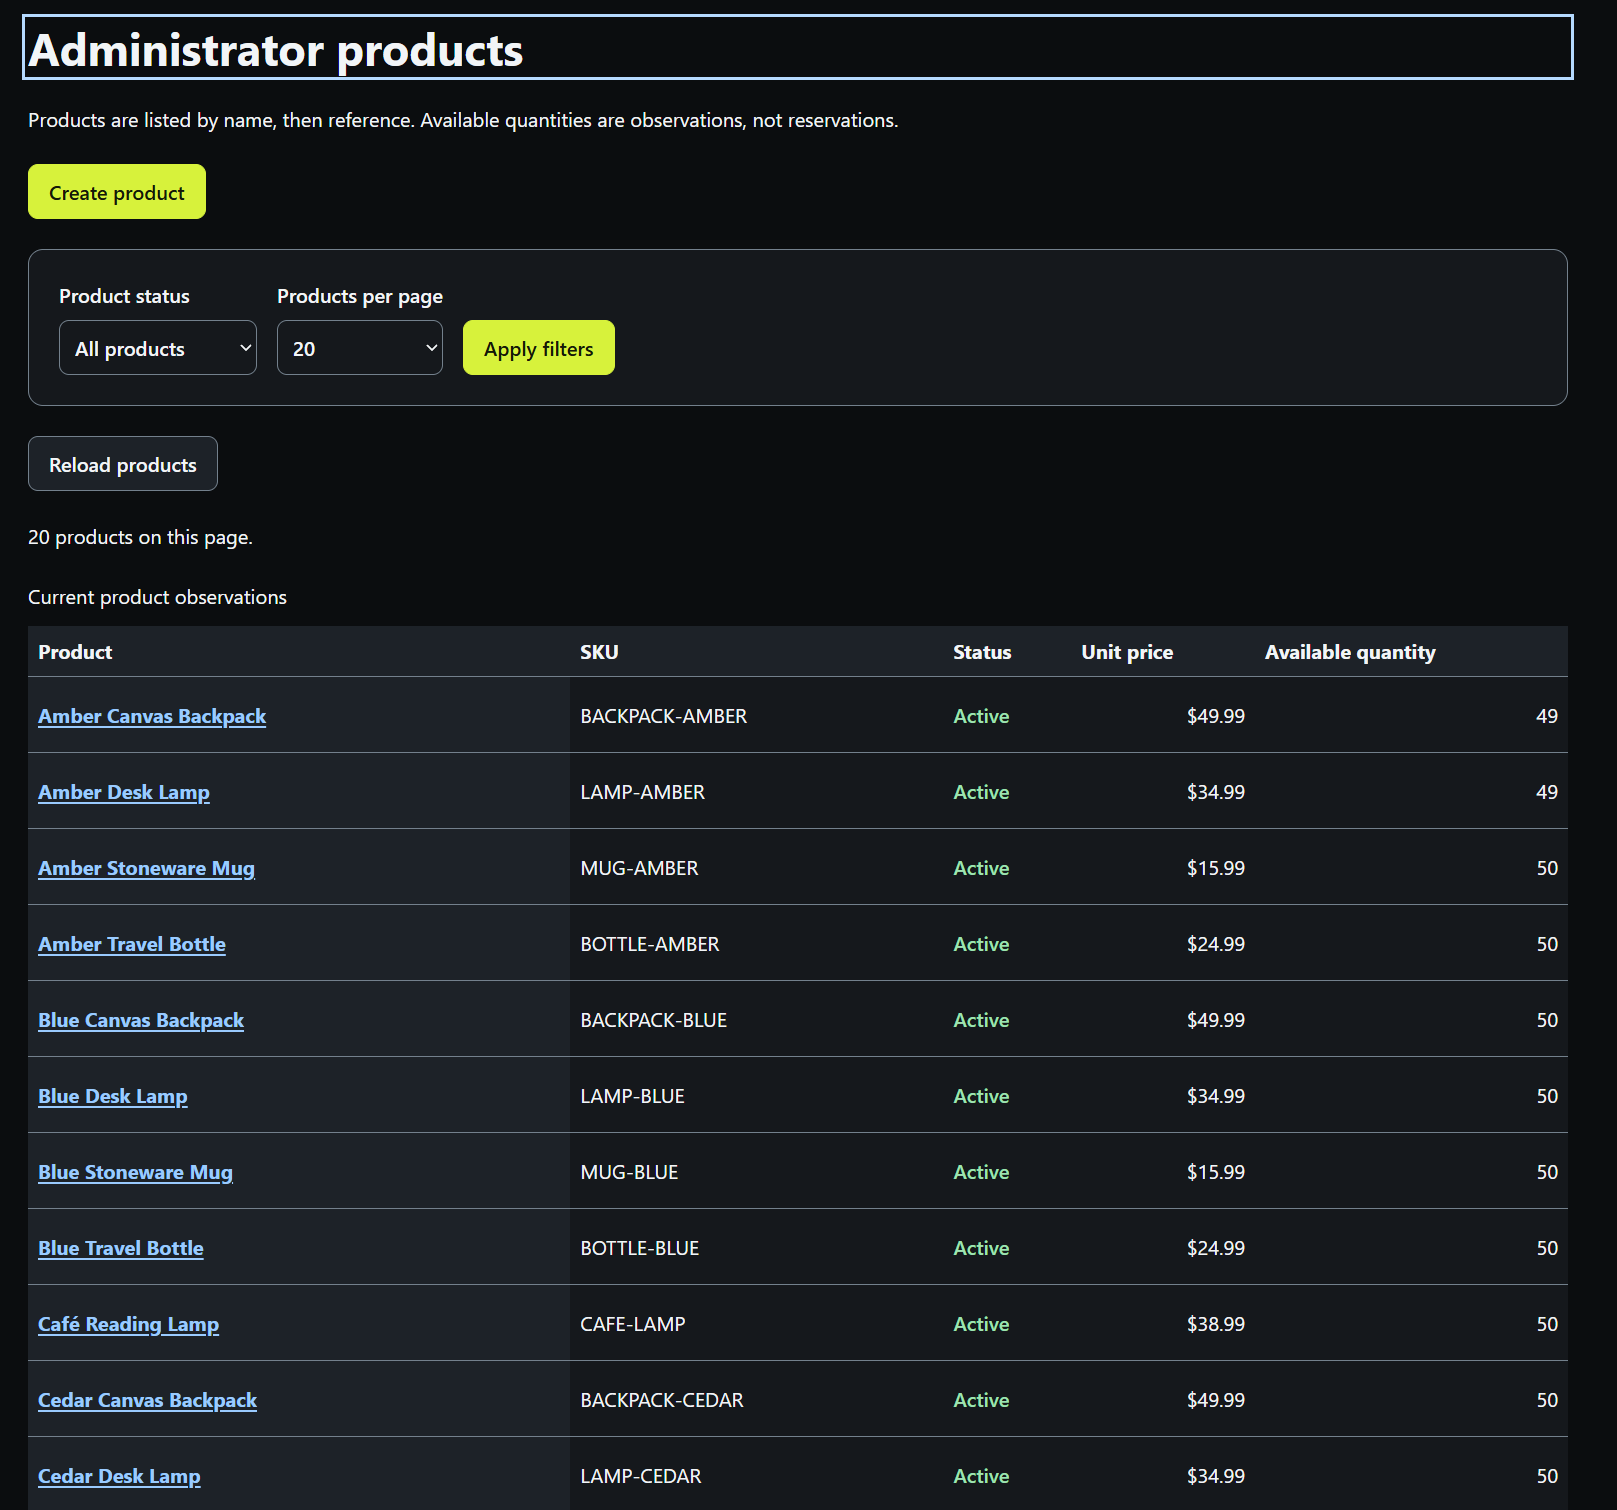 Administrator products
Products are listed by name, then reference. Available quantities are observations, not reservations.
Create product
Product status Products per page
All products 20 Apply filters
Reload products
20 products on this page.
Current product observations
Product SKU Status Unit price Available quantity
Amber Canvas Backpack BACKPACK-AMBER Active $49.99 49
Amber Desk Lamp LAMP-AMBER Active $34.99 49
Amber Stoneware Mug MUG-AMBER Active $15.99 50
Amber Travel Bottle BOTTLE-AMBER Active $24.99 50
Blue Canvas Backpack BACKPACK-BLUE Active $49.99 50
Blue Desk Lamp LAMP-BLUE Active $34.99 50
Blue Stoneware Mug MUG-BLUE Active $15.99 50
Blue Travel Bottle BOTTLE-BLUE Active $24.99 50
Café Reading Lamp CAFE-LAMP Active $38.99 50
Cedar Canvas Backpack BACKPACK-CEDAR Active $49.99 50
Cedar Desk Lamp LAMP-CEDAR Active $34.99 50